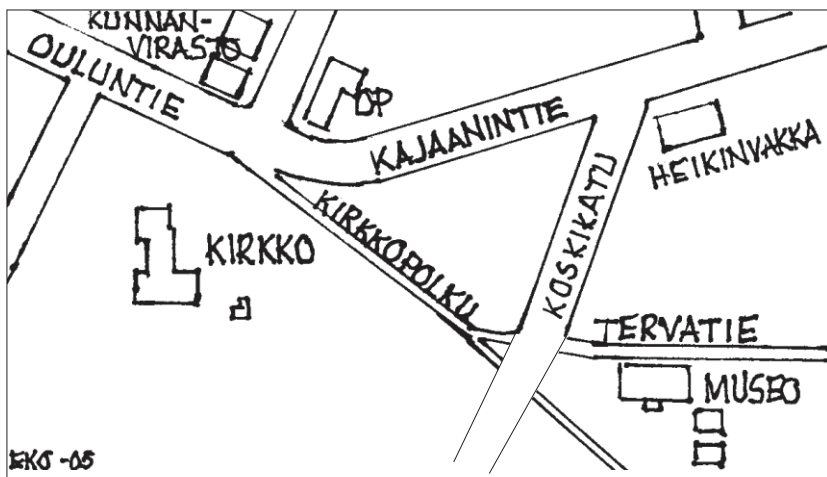 KUNNAN-
VIRASTO
OULUNTIE
OP
KAJAANINTIE
HEIKINVAKKA
KIRKKOPOLKU
KOSKIKATU
KIRKKO
TERVATIE
MUSEO
EKO -05